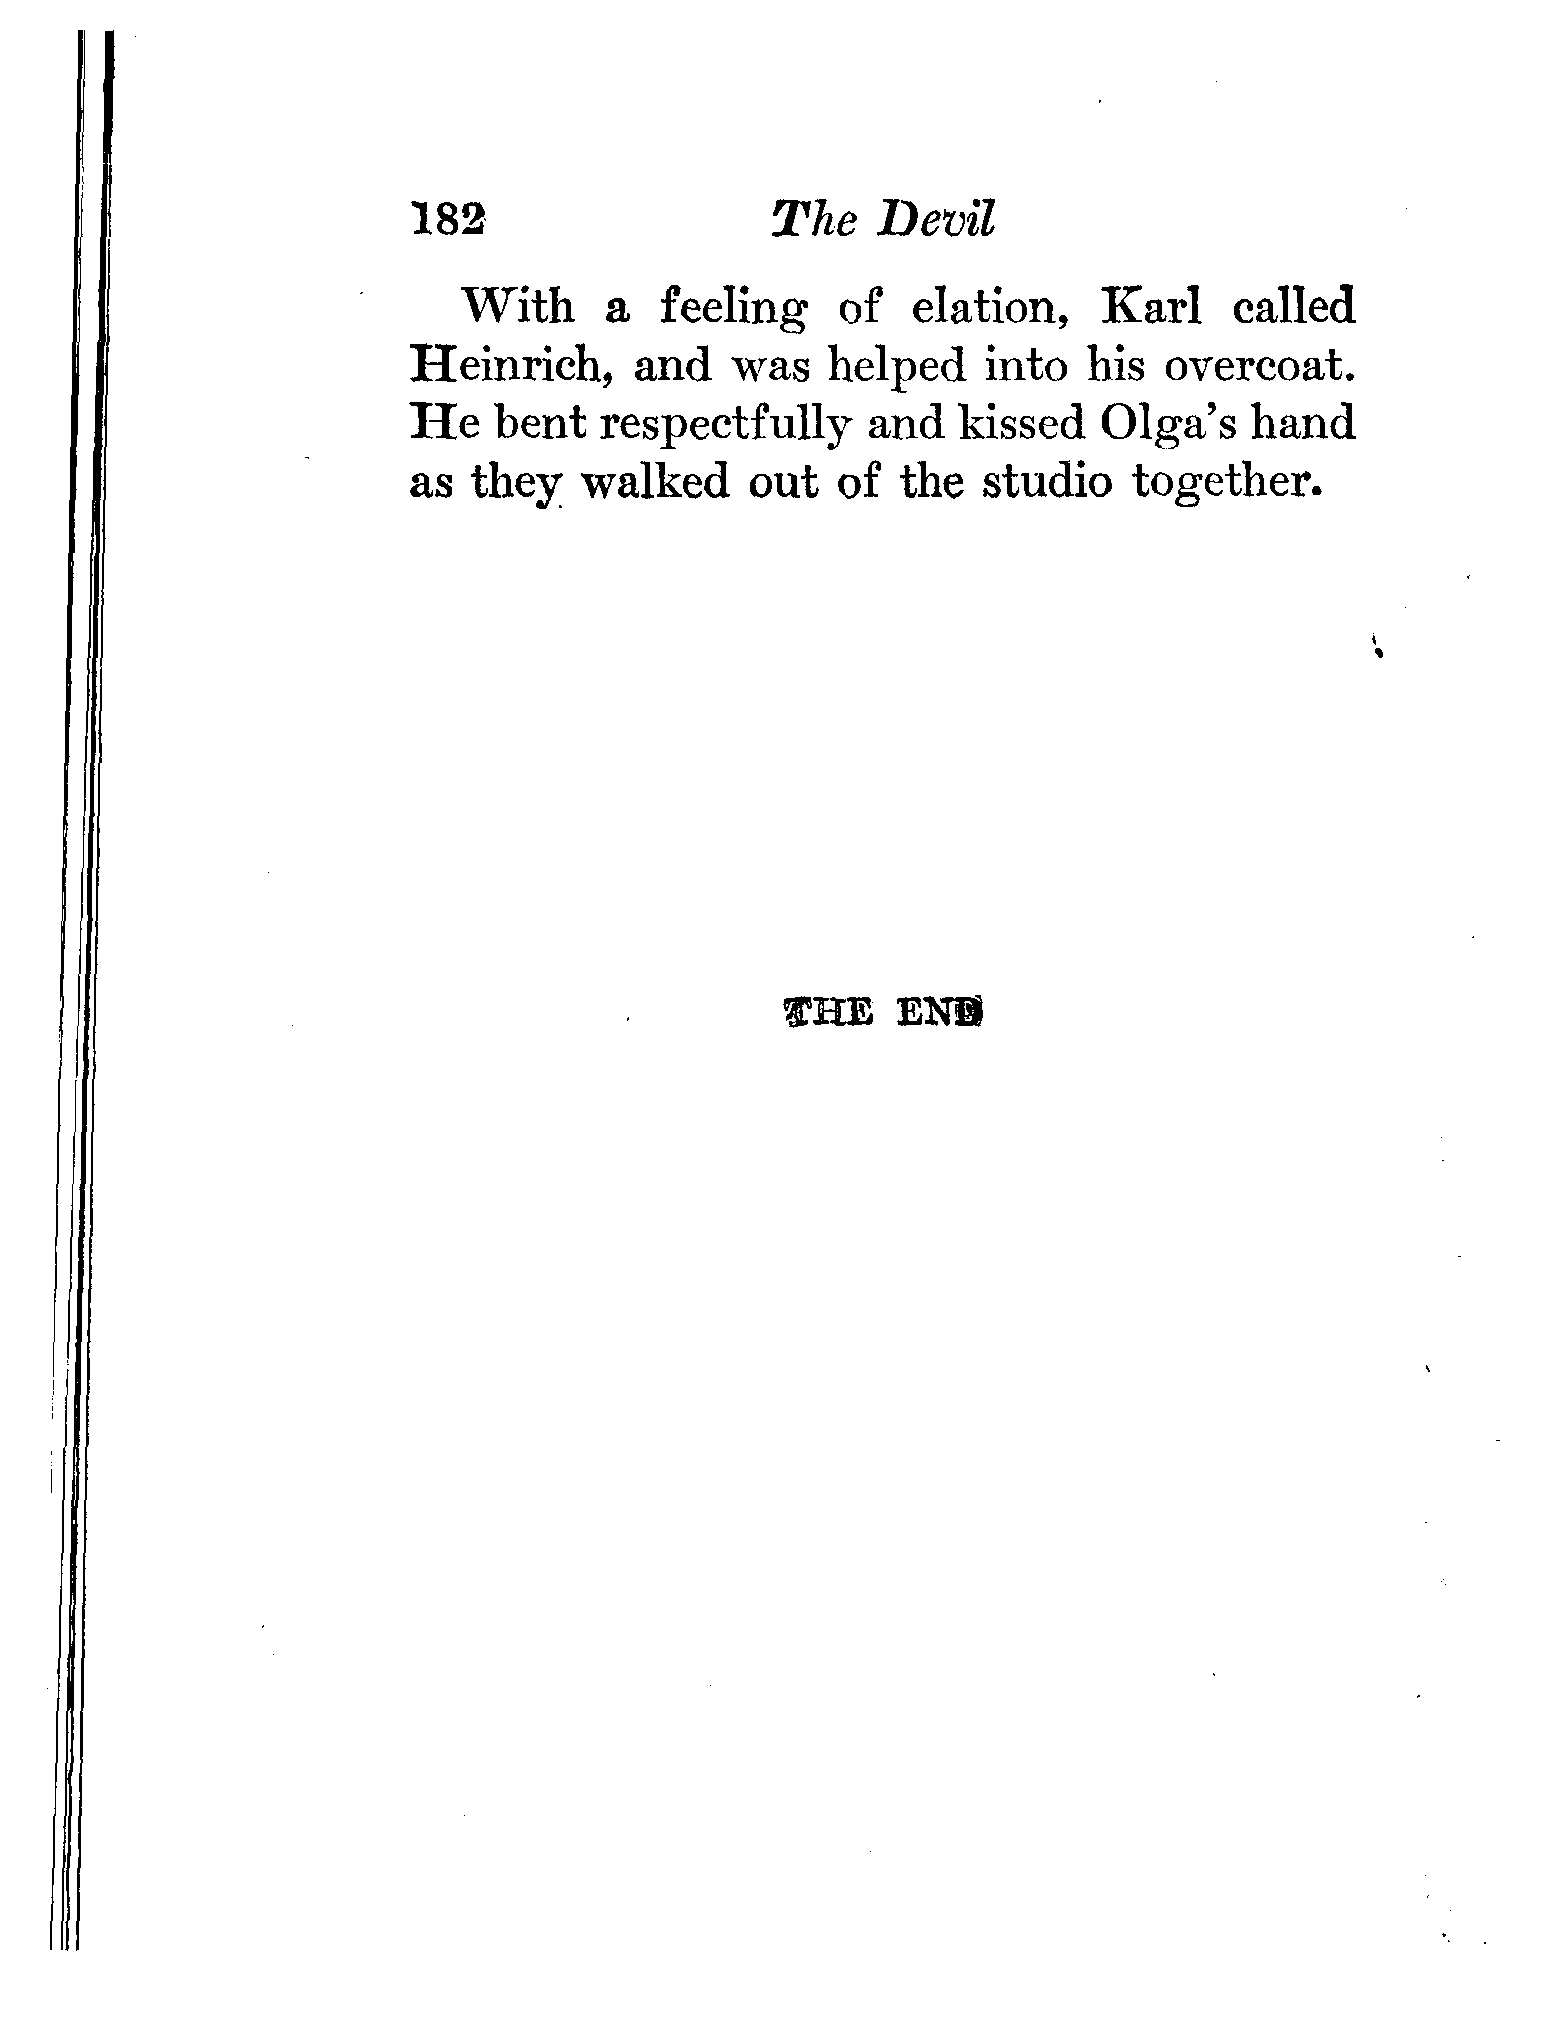 182 The Devil
With a feeling of elation, Karl called
Heinrich, and was helped into his overcoat.
He bent respectfully and kissed Olga's hand
as they walked out of the studio together.
THE END